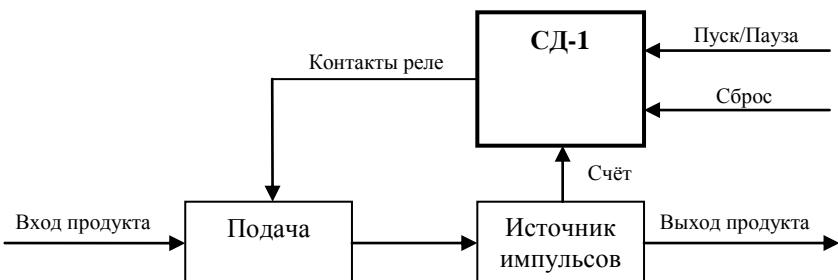 СД-1
Пуск/Пауза
Контакты реле
Сброс
Счёт
Вход продукта
Подача
Источник
импульсов
Выход продукта